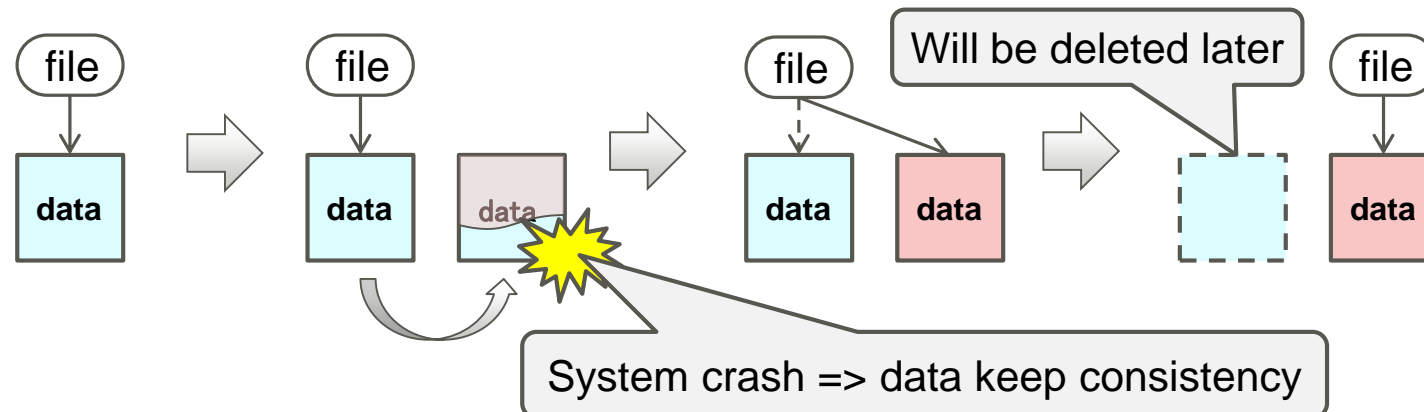 file
file
file
Will be deleted later
file
data
data
data
data
data
data
System crash => data keep consistency